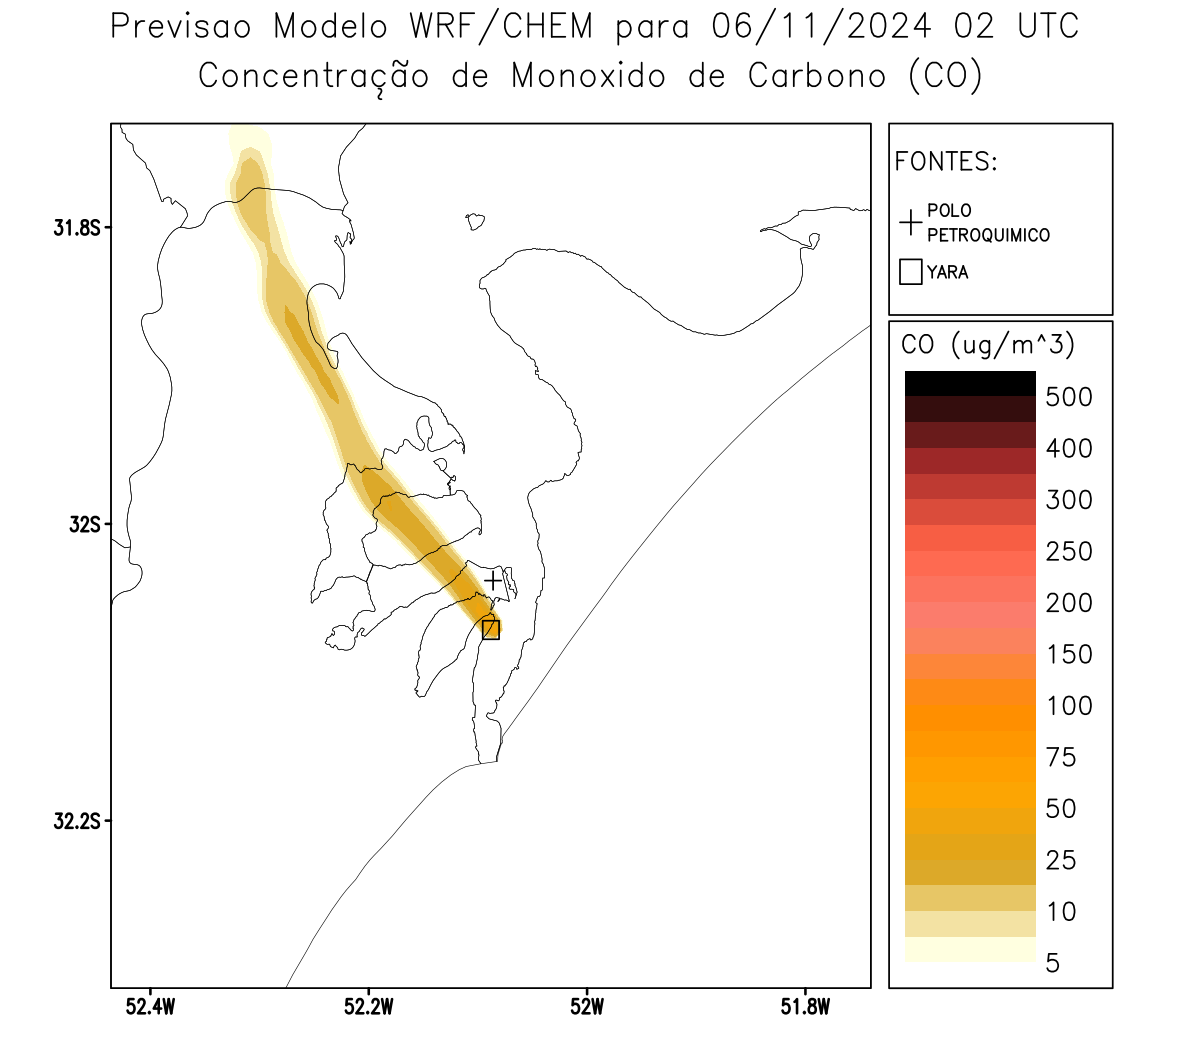 Previsao Modelo WRF/CHEM para 06/11/2024 02 UTC
Concentração de Monoxido de Carbono (CO)
FONTES:
POLO
PETROQUIMICO
YARA
CO (ug/m^3)
500
400
300
250
200
150
100
75
50
25
10
5
31.8S
32S
32.2S
52.4W
52.2W
52W
51.8W